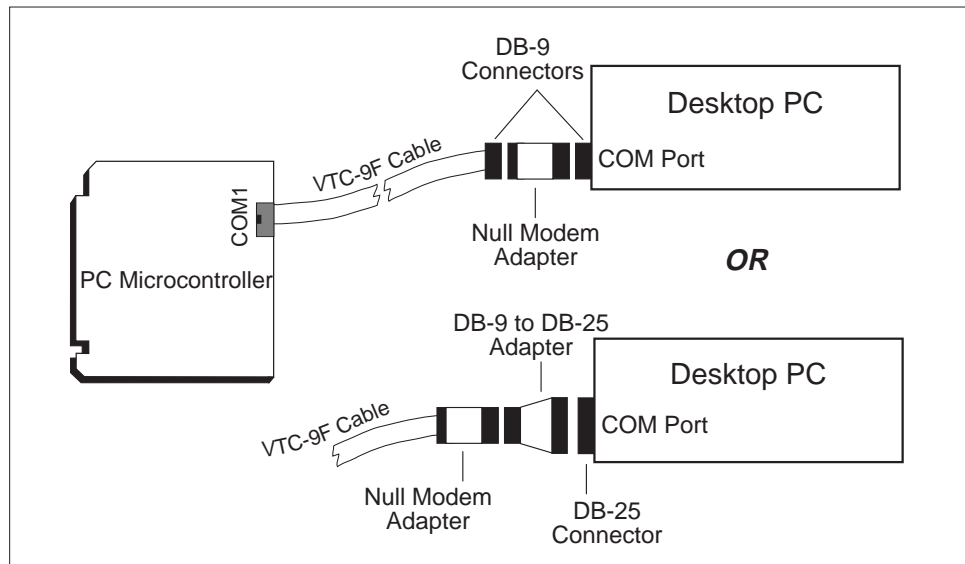 DB-9
Connectors
Desktop PC
COM Port
VTC-9F Cable
COM1
PC Microcontroller
Null Modem
Adapter
OR
DB-9 to DB-25
Adapter
Desktop PC
COM Port
VTC-9F Cable
Null Modem
Adapter
DB-25
Connector